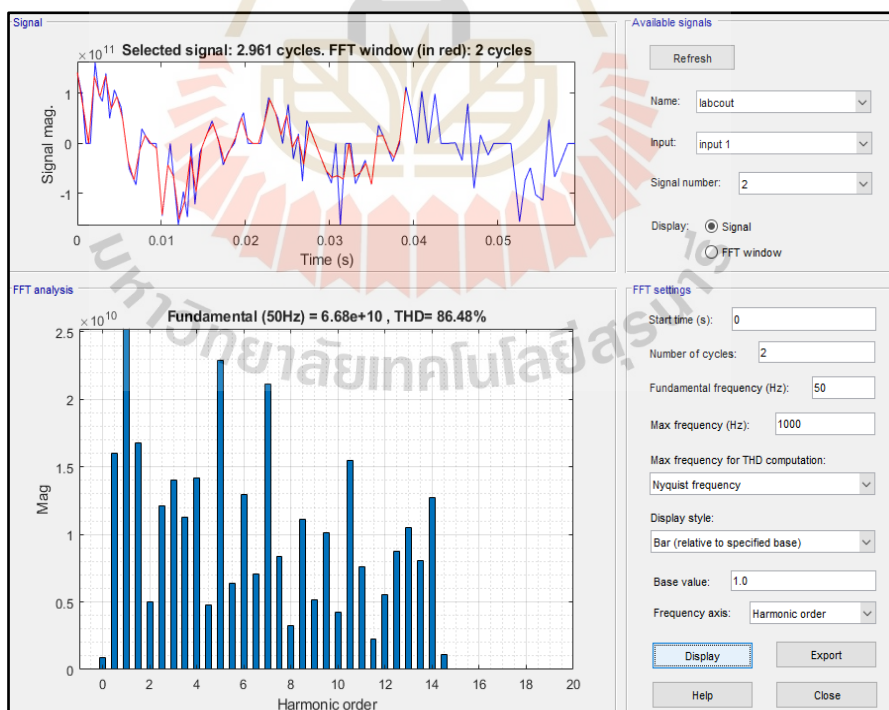 Signal
Selected signal: 2.961 cycles. FFT window (in red): 2 cycles
×10^11
1
0
-1
Signal mag.
0
0.01
0.02
0.03
0.04
0.05
Time (s)
Available signals
Refresh
Name:
labcout
Input:
input 1
Signal number:
2
Display:
Signal
FFT window
มหาวิทยาลัยเทคโนโลยีสุรนารี
FFT analysis
Fundamental (50Hz) = 6.68e+10 , THD= 86.48%
×10^10
2.5
2
1.5
1
0.5
0
Mag
0
2
4
6
8
10
12
14
16
18
20
Harmonic order
FFT settings
Start time (s):
0
Number of cycles:
2
Fundamental frequency (Hz):
50
Max frequency (Hz):
1000
Max frequency for THD computation:
Nyquist frequency
Display style:
Bar (relative to specified base)
Base value:
1.0
Frequency axis:
Harmonic order
Display
Export
Help
Close